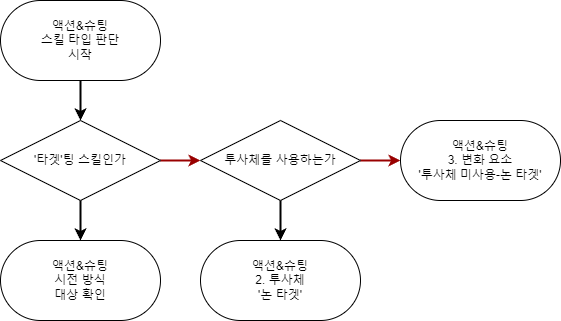 액션&슈팅
스킬 타입 판단
시작
'타겟'팅 스킬인가
투사체를 사용하는가
액션&슈팅
3. 변화 요소
'투사체 미사용-논 타겟'
액션&슈팅
시전 방식
대상 확인
액션&슈팅
2. 투사체
'논 타겟'